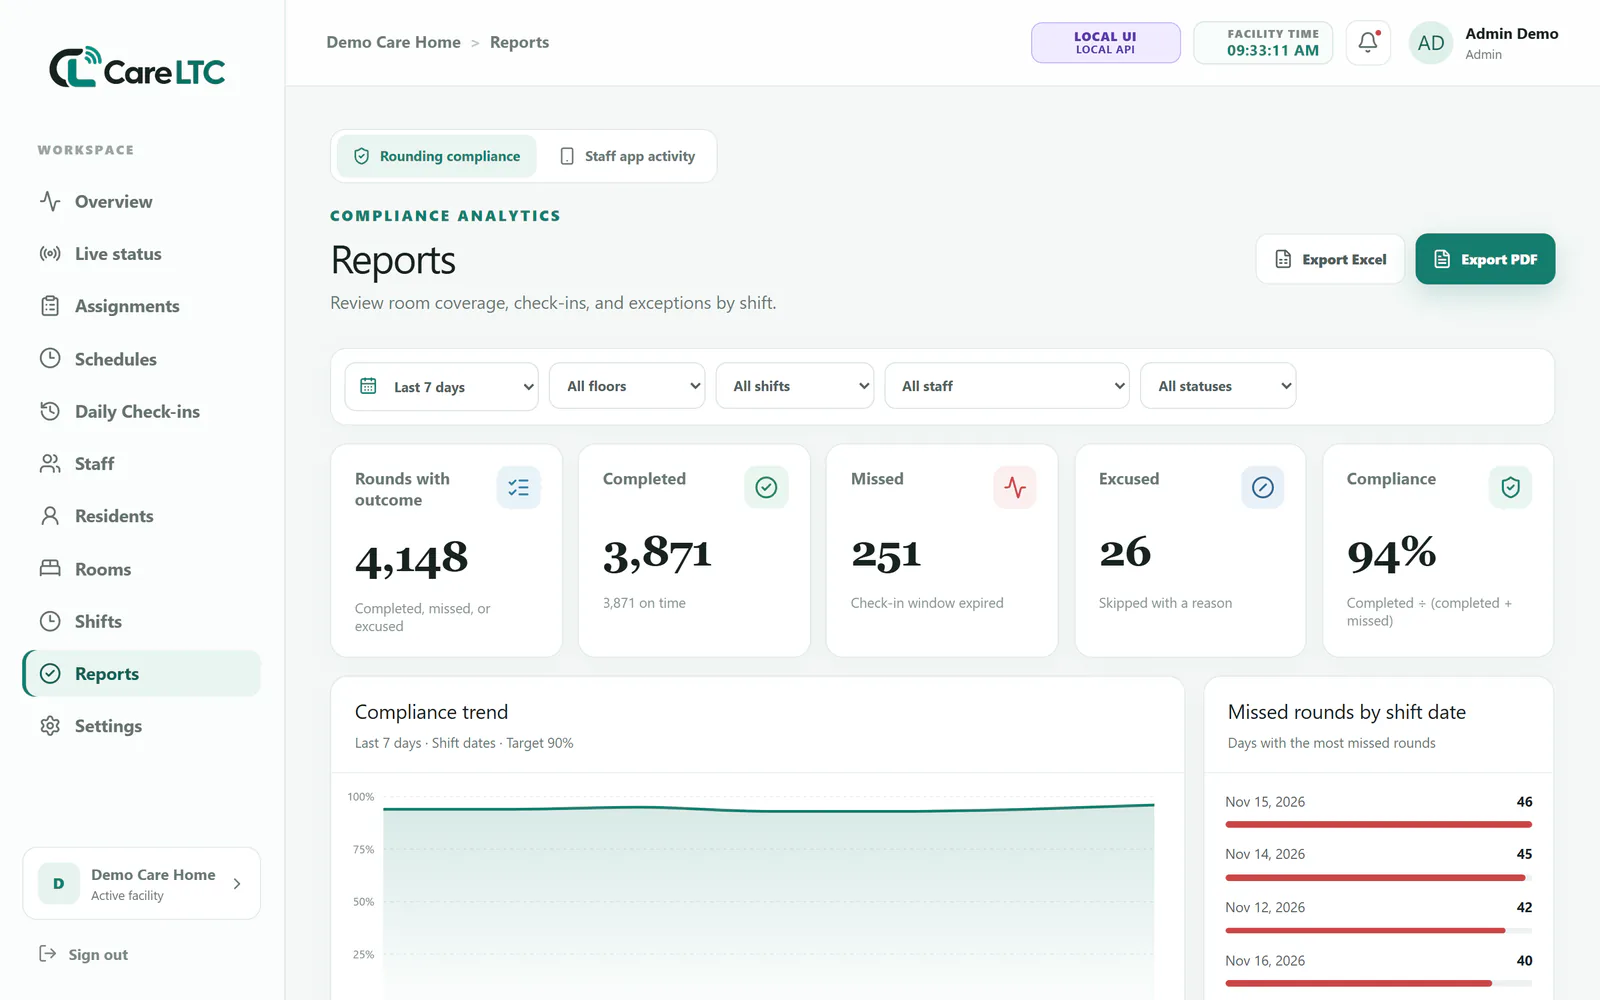 CareLTC
WORKSPACE
Overview
Live status
Assignments
Schedules
Daily Check-ins
Staff
Residents
Rooms
Shifts
Reports
Settings
D
Demo Care Home
Active facility
Sign out
Demo Care Home > Reports
LOCAL UI
LOCAL API
FACILITY TIME
09:33:11 AM
AD
Admin Demo
Admin
Rounding compliance
Staff app activity
COMPLIANCE ANALYTICS
Reports
Review room coverage, check-ins, and exceptions by shift.
Export Excel
Export PDF
Last 7 days
All floors
All shifts
All staff
All statuses
Rounds with
outcome
4,148
Completed, missed, or
excused
Completed
3,871
3,871 on time
Missed
251
Check-in window expired
Excused
26
Skipped with a reason
Compliance
94%
Completed ÷ (completed +
missed)
Compliance trend
Last 7 days · Shift dates · Target 90%
100%
75%
50%
25%
Missed rounds by shift date
Days with the most missed rounds
Nov 15, 2026 46
Nov 14, 2026 45
Nov 12, 2026 42
Nov 16, 2026 40